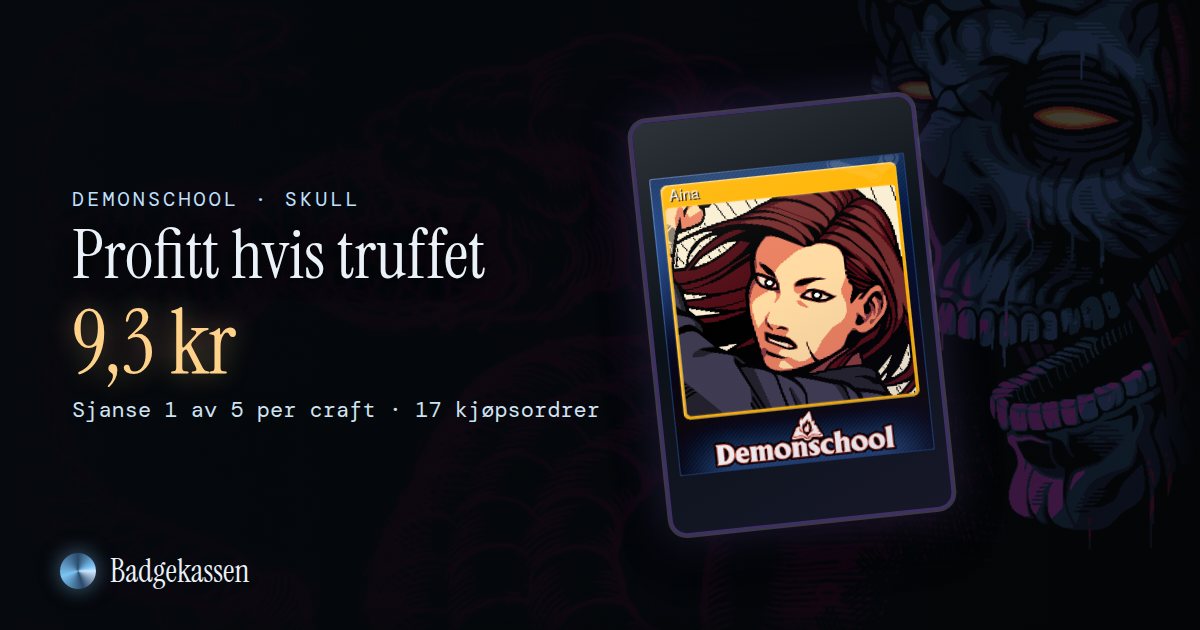 DEMONSCHOOL · SKULL
Profitt hvis truffet
9,3 kr
Sjanse 1 av 5 per craft · 17 kjøpsordrer
Badgekassen
Aina
Demonschool